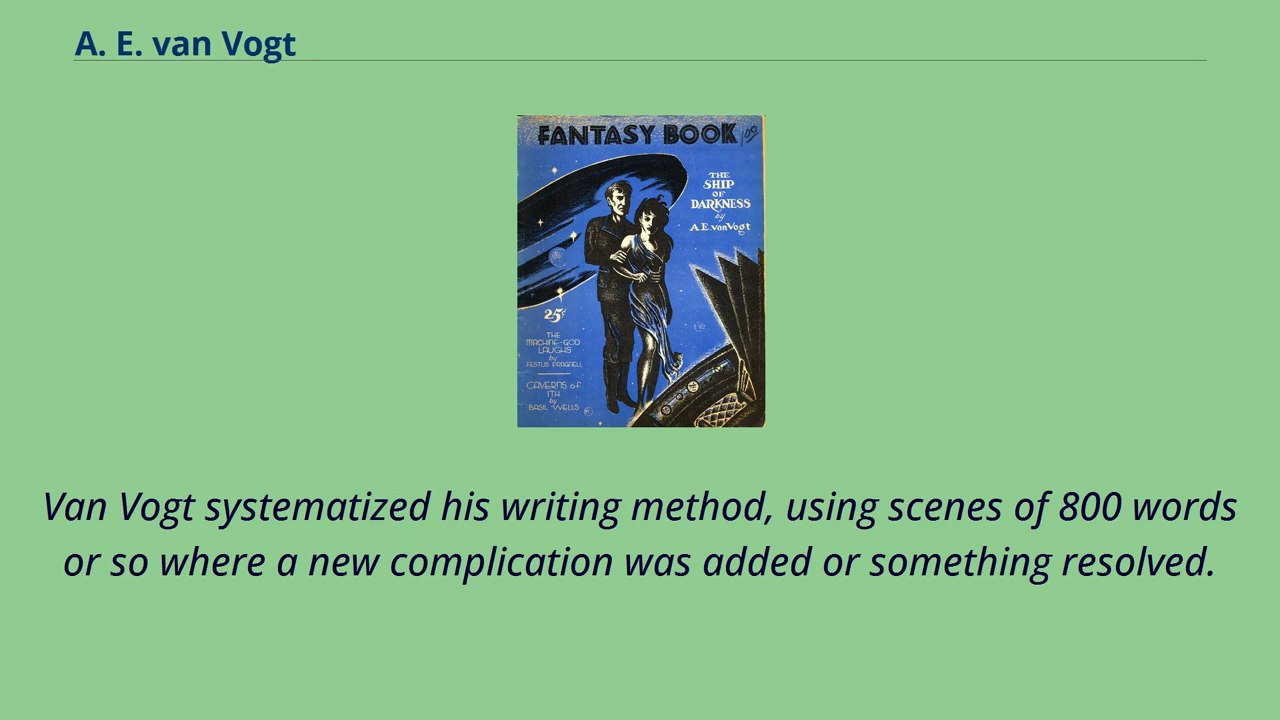 A. E. van Vogt
FANTASY BOOK
100
THE
SHIP
OF
DARKNESS
by
A. E. van Vogt
25¢
THE
MACHINE-GOD
LAUGHS
by
FESTUS PRAGNELL
CAVERNS of
ITH
by
BASIL WELLS
Van Vogt systematized his writing method, using scenes of 800 words
or so where a new complication was added or something resolved.